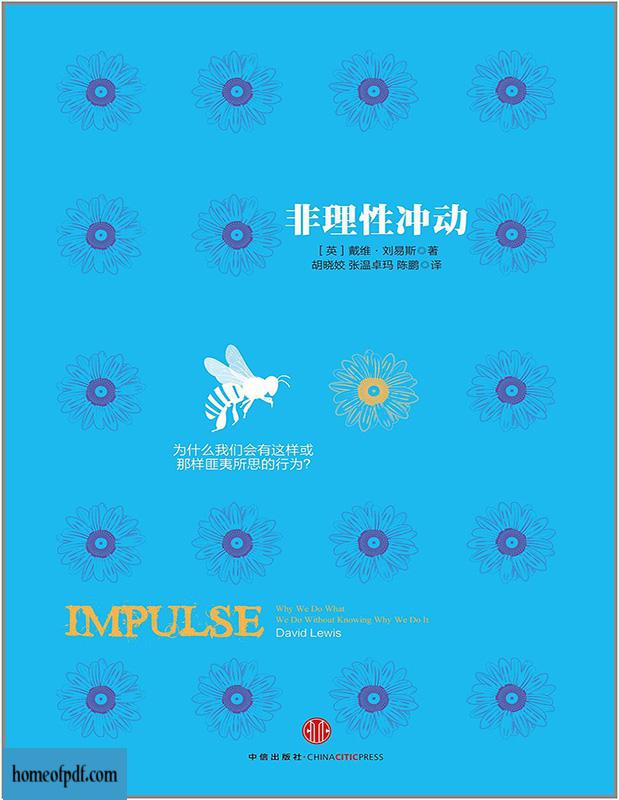 非理性冲动
[英]戴维·刘易斯◎著
胡晓姣 张温卓玛 陈鹏◎译
为什么我们会有这样或
那样匪夷所思的行为?
IMPULSE
Why We Do What
We Do Without Knowing Why We Do It
David Lewis
中信出版社·CHINACITICPRESS
homeofpdf.com